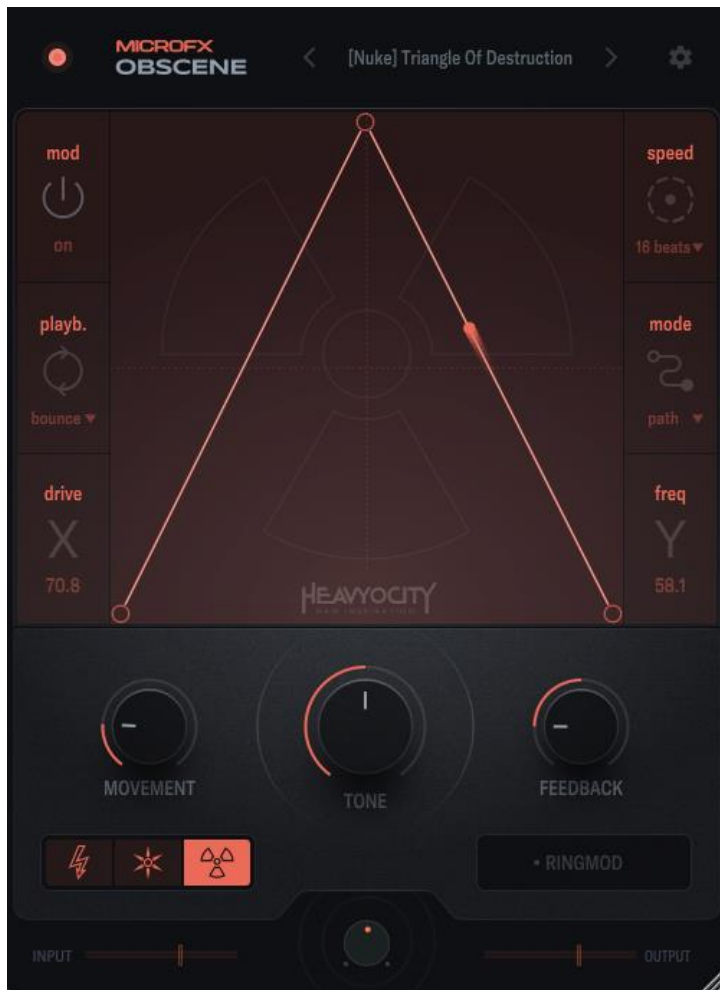 MICROFX
OBSCENE
[Nuke] Triangle Of Destruction
mod
on
speed
16 beats
playb.
bounce
mode
path
drive
X
70.8
freq
Y
58.1
HEAVYOCITY
MOVEMENT
TONE
FEEDBACK
• RINGMOD
INPUT
OUTPUT